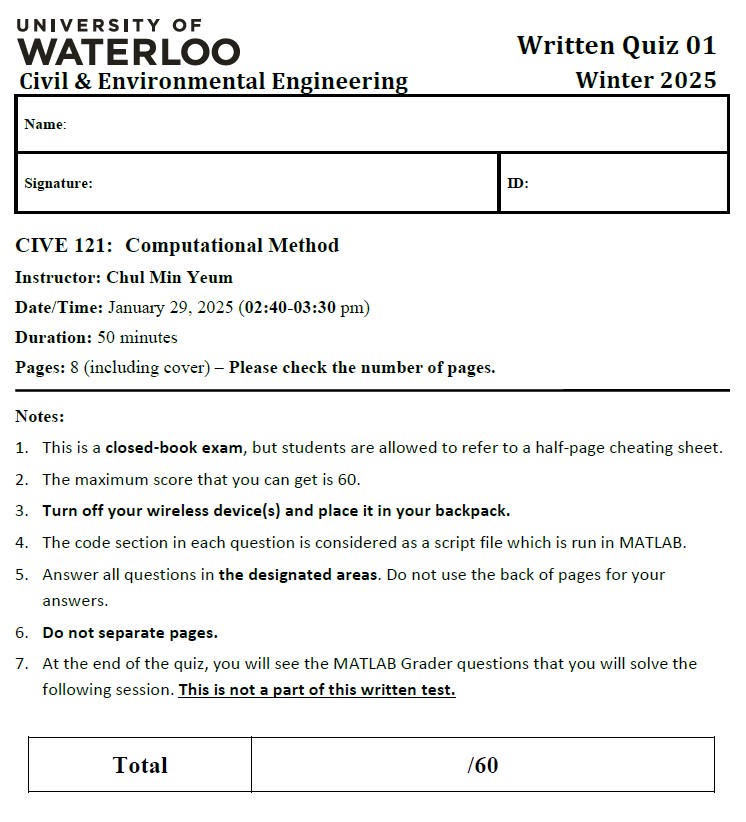 UNIVERSITY OF
WATERLOO
Civil & Environmental Engineering
Written Quiz 01
Winter 2025
Name:
Signature:
ID:
CIVE 121: Computational Method
Instructor: Chul Min Yeum
Date/Time: January 29, 2025 (02:40-03:30 pm)
Duration: 50 minutes
Pages: 8 (including cover) – Please check the number of pages.
Notes:
1. This is a closed-book exam, but students are allowed to refer to a half-page cheating sheet.
2. The maximum score that you can get is 60.
3. Turn off your wireless device(s) and place it in your backpack.
4. The code section in each question is considered as a script file which is run in MATLAB.
5. Answer all questions in the designated areas. Do not use the back of pages for your
answers.
6. Do not separate pages.
7. At the end of the quiz, you will see the MATLAB Grader questions that you will solve the
following session. This is not a part of this written test.
Total
/60